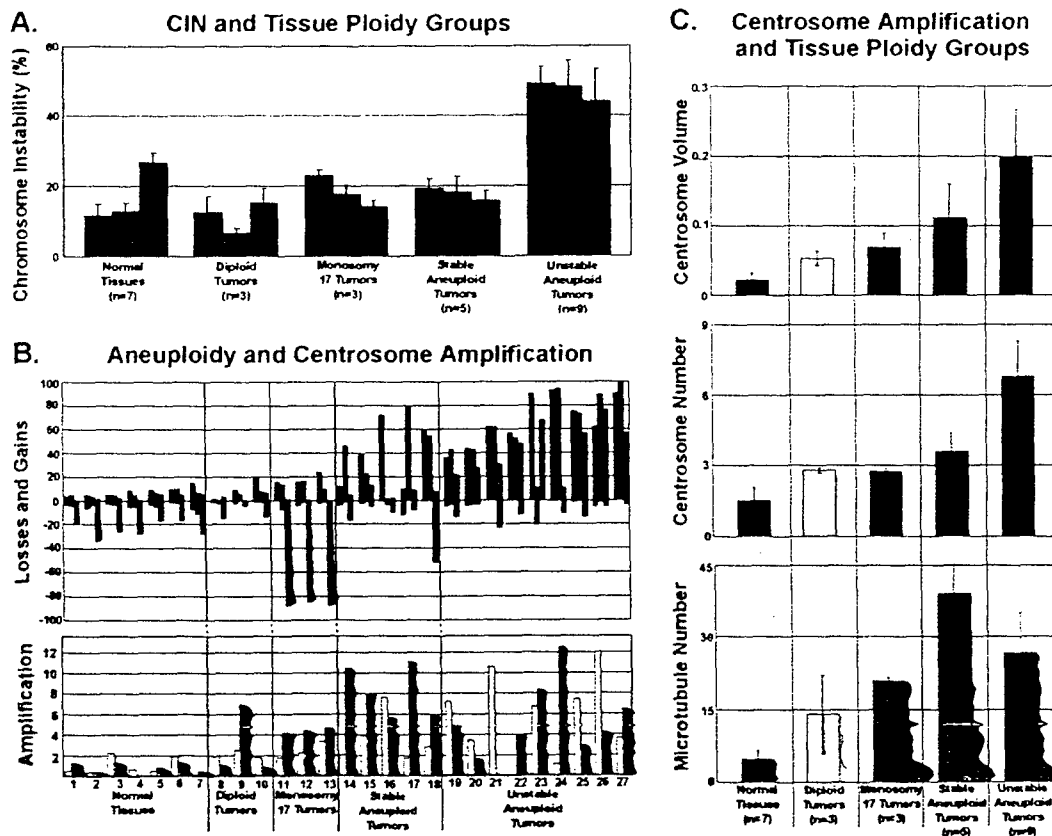 A. CIN and Tissue Ploidy Groups
Chromosome Instability (%)
60
40
20
0
Normal
Tissues
(n=7)
Diploid
Tumors
(n=3)
Monosomy
17 Tumors
(n=3)
Stable
Aneuploid
Tumors
(n=5)
Unstable
Aneuploid
Tumors
(n=9)
B. Aneuploidy and Centrosome Amplification
Losses and Gains
100
80
60
40
20
0
-20
-40
-60
-80
-100
Amplification
12
10
8
6
4
2
1 2 3 4 5 6 7 8 9 10 11 12 13 14 15 16 17 18 19 20 21 22 23 24 25 26 27
Normal
Tissues
Diploid
Tumors
Monosomy
17 Tumors
Stable
Aneuploid
Tumors
Unstable
Aneuploid
Tumors
C. Centrosome Amplification
and Tissue Ploidy Groups
Centrosome Volume
0.3
0.2
0.1
0
Centrosome Number
9
6
3
0
Microtubule Number
45
30
15
0
Normal
Tissues
(n=7)
Diploid
Tumors
(n=3)
Monosomy
17 Tumors
(n=3)
Stable
Aneuploid
Tumors
(n=5)
Unstable
Aneuploid
Tumors
(n=9)